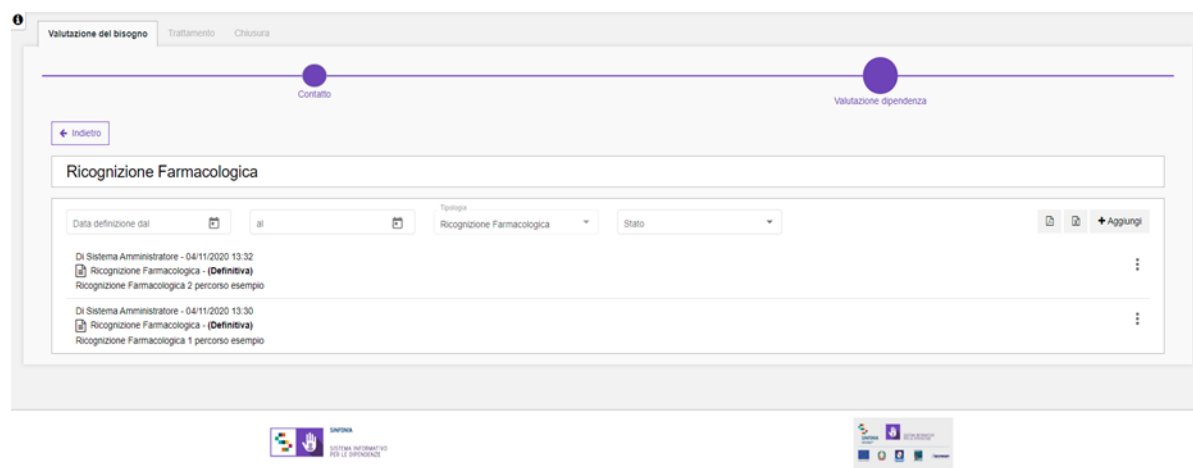 Valutazione del bisogno Trattamento Chiusura
Contatto Valutazione dipendenza
Indietro
Ricognizione Farmacologica
Data definizione dal al Tipologia Ricognizione Farmacologica Stato + Aggiungi
Di Sistema Amministratore - 04/11/2020 13:32
Ricognizione Farmacologica - (Definitiva)
Ricognizione Farmacologica 2 percorso esempio
Di Sistema Amministratore - 04/11/2020 13:30
Ricognizione Farmacologica - (Definitiva)
Ricognizione Farmacologica 1 percorso esempio
SINFONIA
SISTEMA INFORMATIVO
PER LE DIPENDENZE